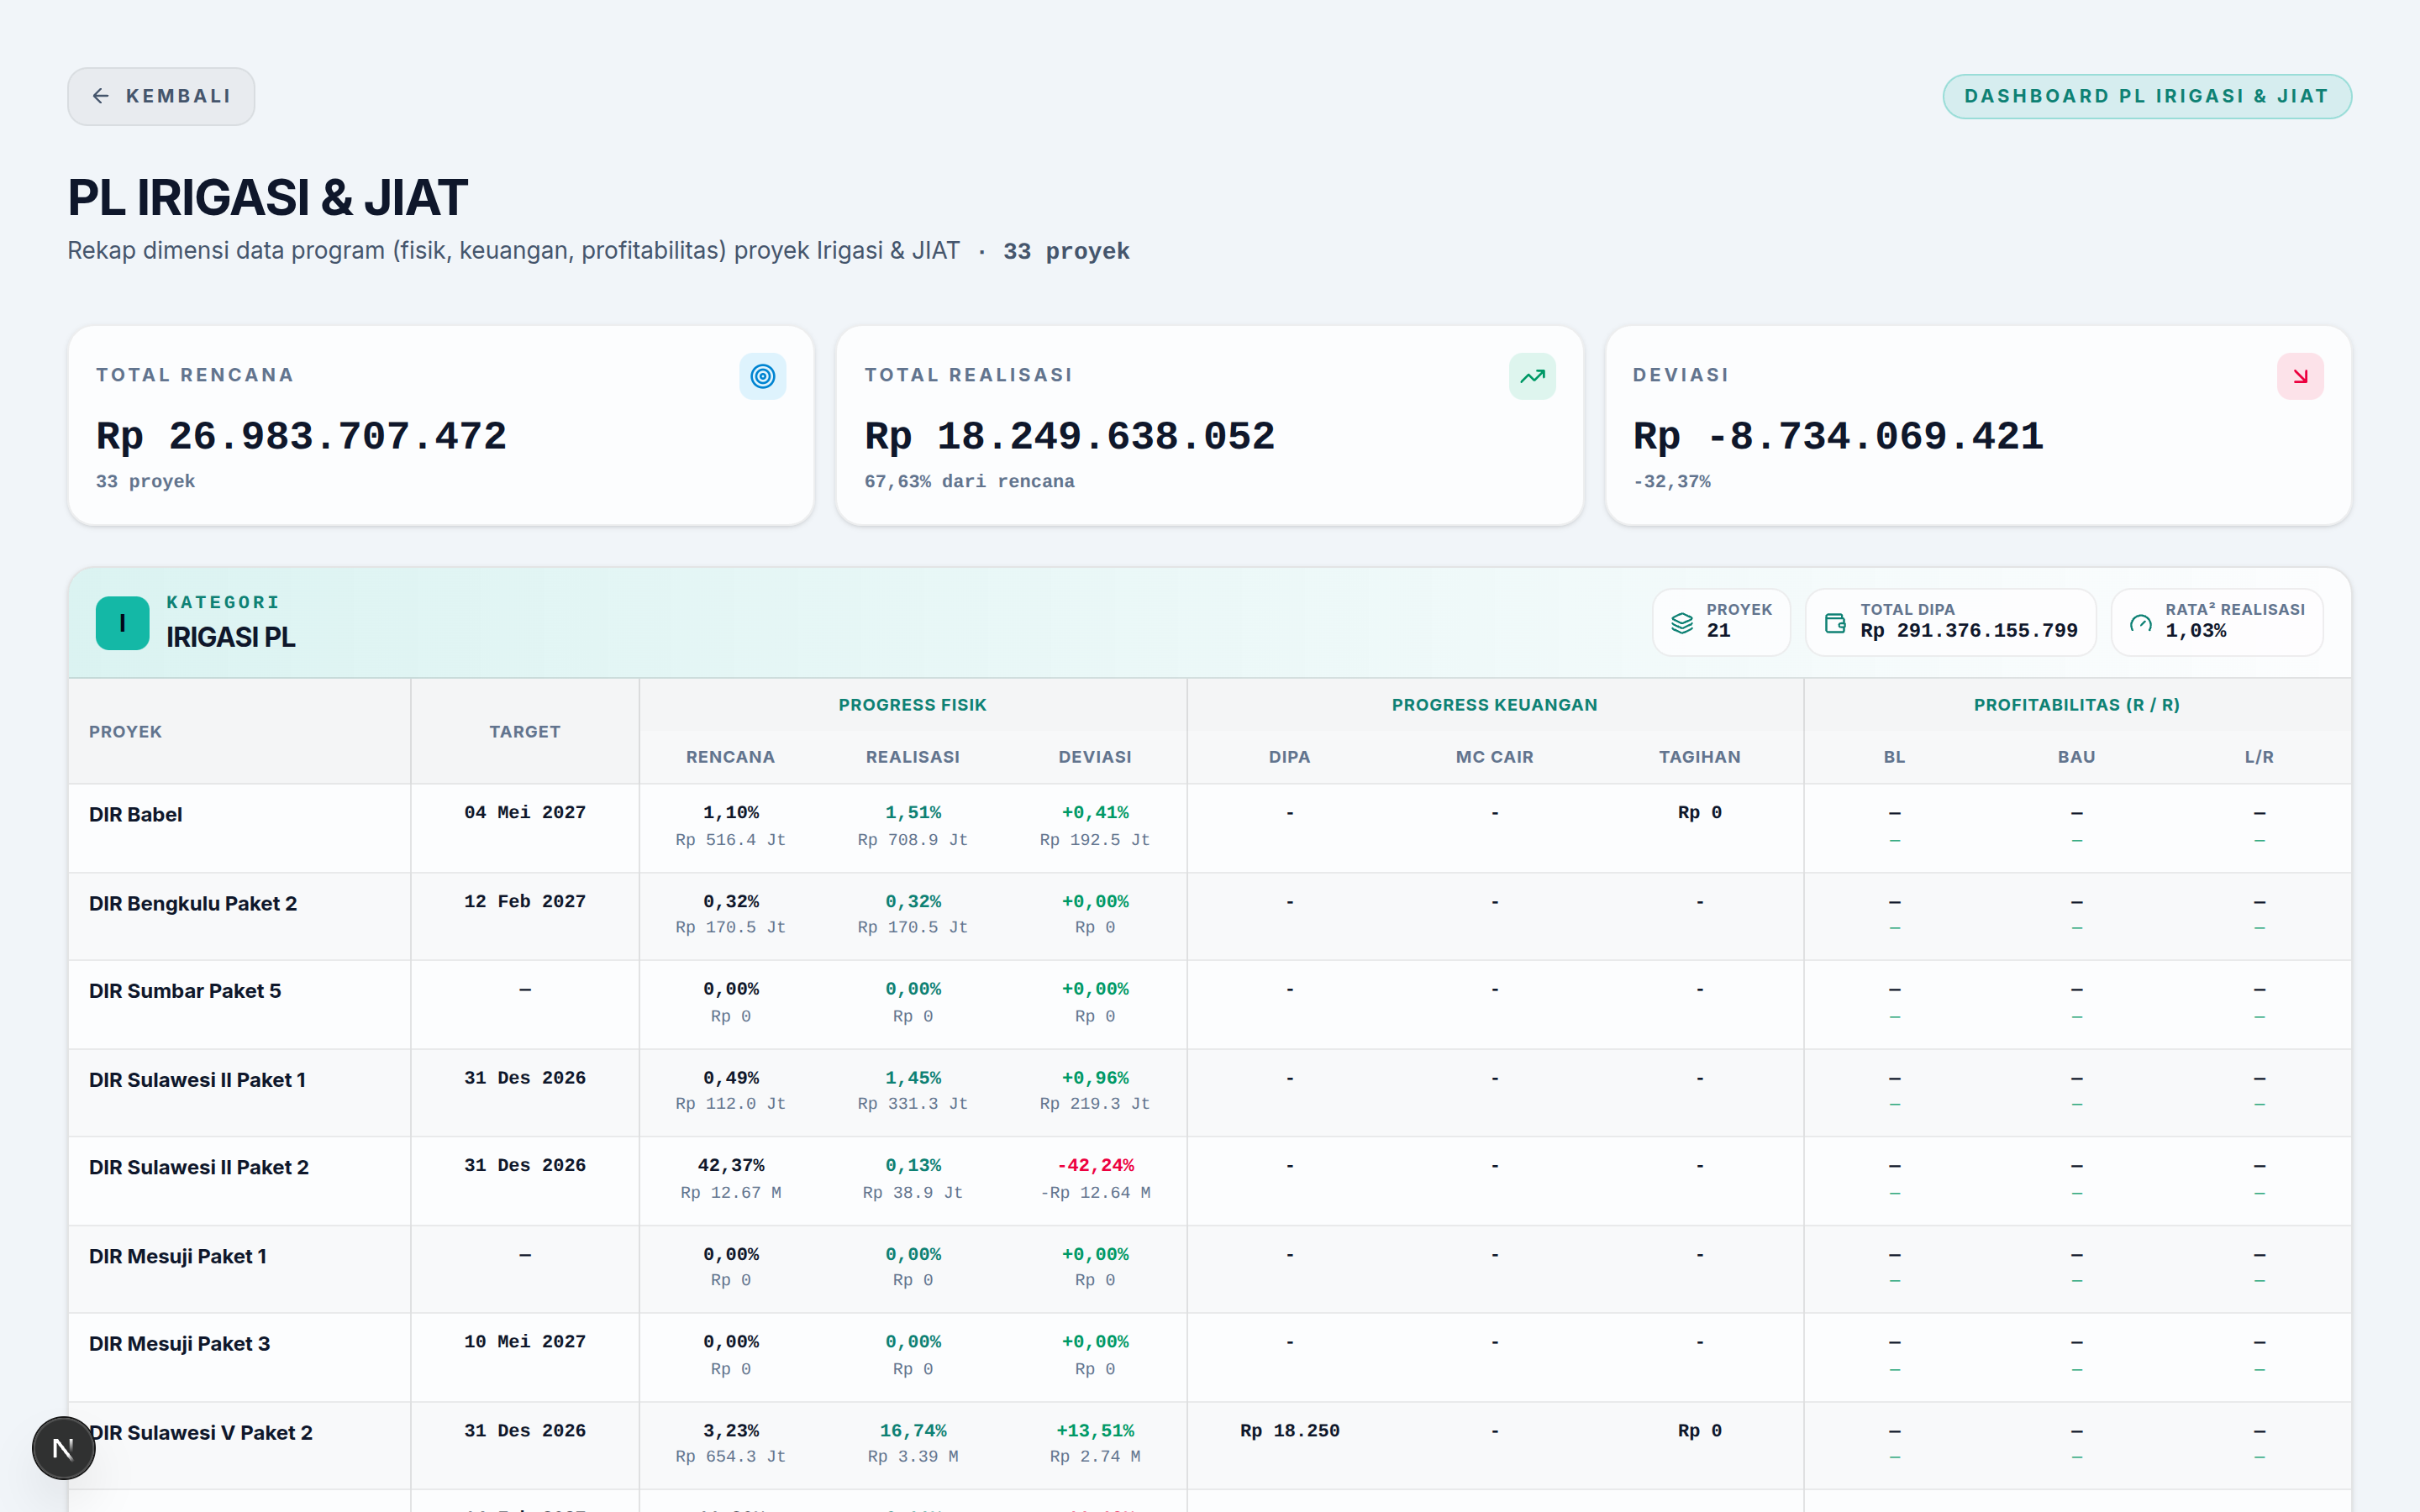 ← KEMBALI
DASHBOARD PL IRIGASI & JIAT
PL IRIGASI & JIAT
Rekap dimensi data program (fisik, keuangan, profitabilitas) proyek Irigasi & JIAT · 33 proyek
TOTAL RENCANA
Rp 26.983.707.472
33 proyek
TOTAL REALISASI
Rp 18.249.638.052
67,63% dari rencana
DEVIASI
Rp -8.734.069.421
-32,37%
I
KATEGORI
IRIGASI PL
PROYEK
21
TOTAL DIPA
Rp 291.376.155.799
RATA² REALISASI
1,03%
PROYEK TARGET PROGRESS FISIK PROGRESS KEUANGAN PROFITABILITAS (R / R)
RENCANA REALISASI DEVIASI DIPA MC CAIR TAGIHAN BL BAU L/R
DIR Babel 04 Mei 2027 1,10% 1,51% +0,41% - - Rp 0 — — —
Rp 516.4 Jt Rp 708.9 Jt Rp 192.5 Jt — — —
DIR Bengkulu Paket 2 12 Feb 2027 0,32% 0,32% +0,00% - - - — — —
Rp 170.5 Jt Rp 170.5 Jt Rp 0 — — —
DIR Sumbar Paket 5 — 0,00% 0,00% +0,00% - - - — — —
Rp 0 Rp 0 Rp 0 — — —
DIR Sulawesi II Paket 1 31 Des 2026 0,49% 1,45% +0,96% - - - — — —
Rp 112.0 Jt Rp 331.3 Jt Rp 219.3 Jt — — —
DIR Sulawesi II Paket 2 31 Des 2026 42,37% 0,13% -42,24% - - - — — —
Rp 12.67 M Rp 38.9 Jt -Rp 12.64 M — — —
DIR Mesuji Paket 1 — 0,00% 0,00% +0,00% - - - — — —
Rp 0 Rp 0 Rp 0 — — —
DIR Mesuji Paket 3 10 Mei 2027 0,00% 0,00% +0,00% - - - — — —
Rp 0 Rp 0 Rp 0 — — —
DIR Sulawesi V Paket 2 31 Des 2026 3,23% 16,74% +13,51% Rp 18.250 - Rp 0 — — —
Rp 654.3 Jt Rp 3.39 M Rp 2.74 M — — —
N